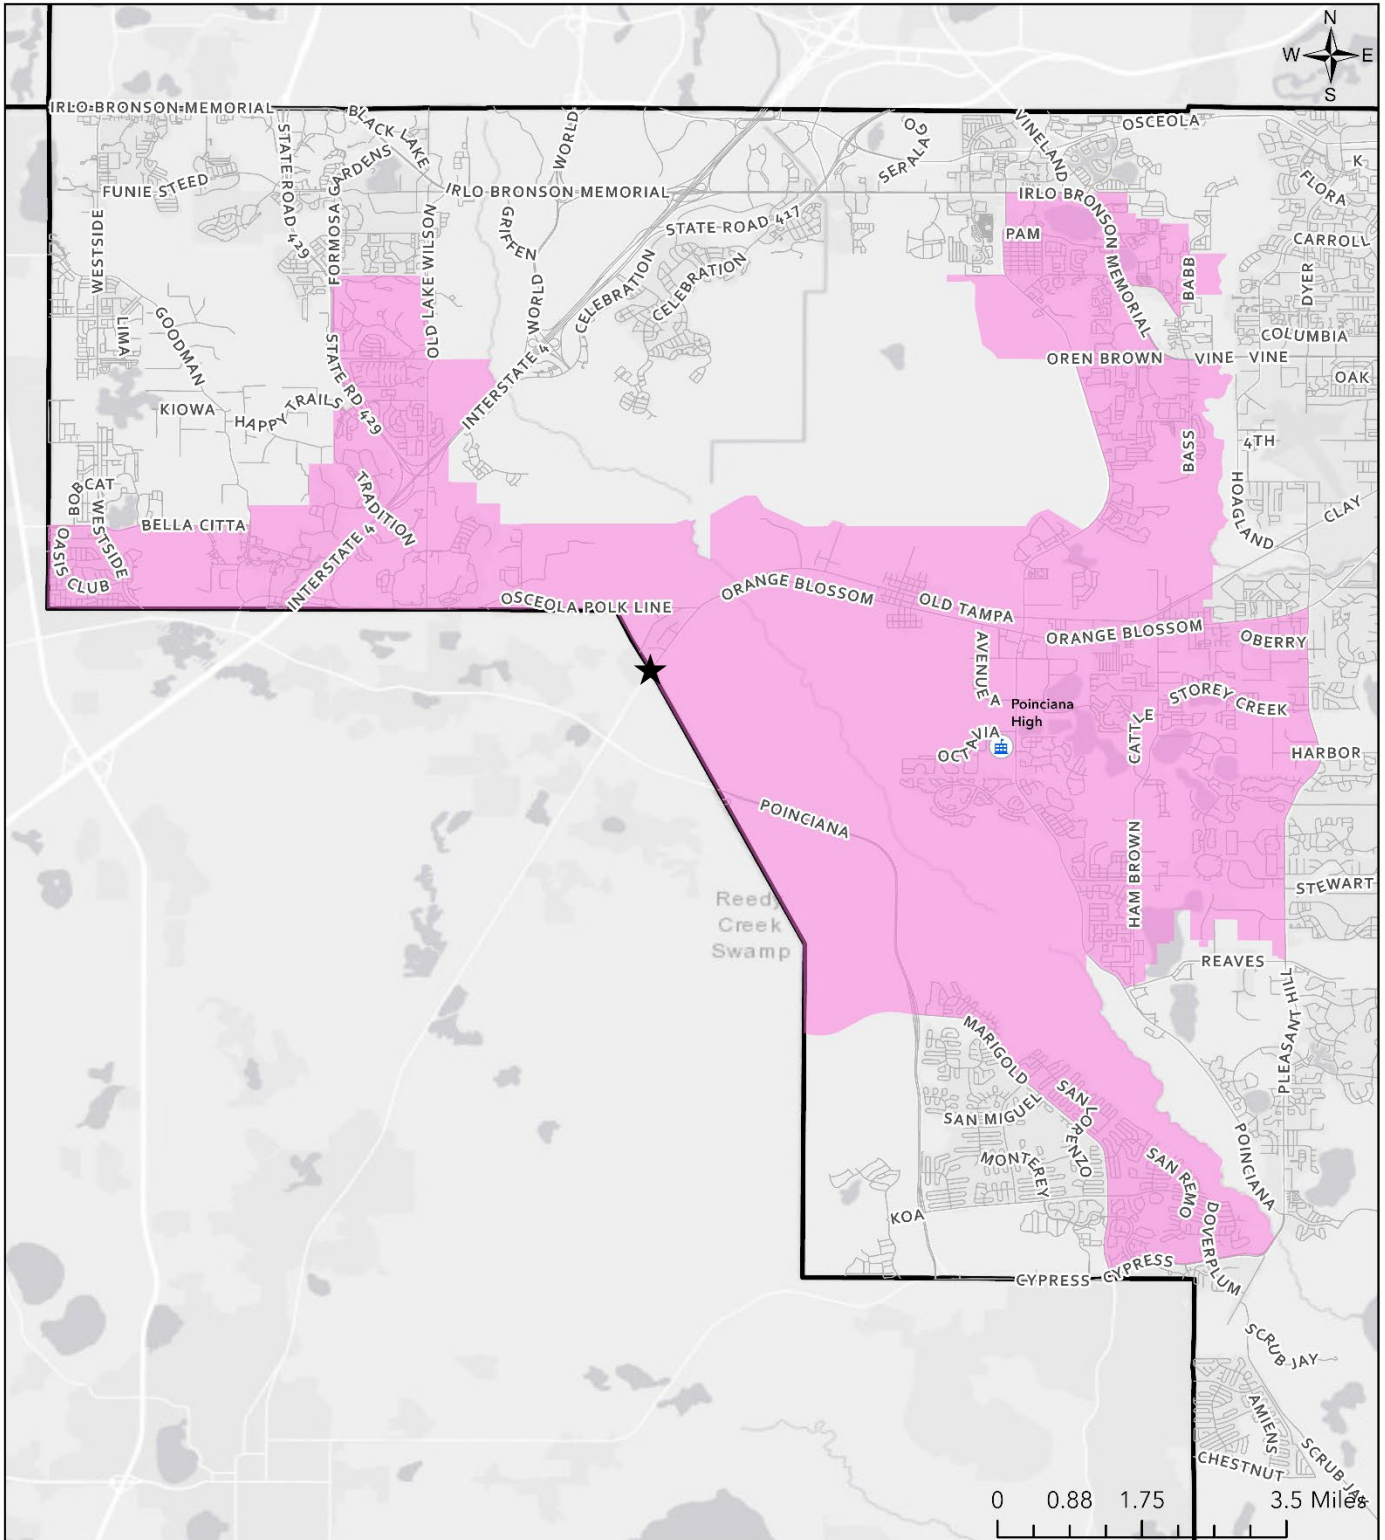 N
W E
S
IRLO BRONSON MEMORIAL
BLACK LAKE
WORLD
SERALAGO
VINELAND
OSCEOLA
K
STATE ROAD 429
FORMOSA GARDENS
FUNIE STEED
IRLO BRONSON MEMORIAL
IRLO BRONSON MEMORIAL
FLORA
WESTSIDE
OLD LAKE WILSON
GRIFFEN
STATE ROAD 417
PAM
CARROLL
CELEBRATION
CELEBRATION
WORLD
BABB
DYER
LIMA
GOODMAN
STATE RD 429
INTERSTATE 4
COLUMBIA
OREN BROWN
VINE
VINE
OAK
KIOWA
HAPPY TRAILS
BASS
4TH
BOBCAT
WESTSIDE
TRADITION
HOAGLAND
CLAY
BELLA CITTA
OASIS CLUB
INTERSTATE 4
OSCEOLA POLK LINE
ORANGE BLOSSOM
OLD TAMPA
ORANGE BLOSSOM
OBERRY
AVENUE A
STOREY CREEK
Poinciana
High
OCTAVIA
CATTLE
HARBOR
POINCIANA
HAM BROWN
STEWART
Reedy
Creek
Swamp
REAVES
PLEASANT HILL
MARIGOLD
SAN LORENZO
SAN MIGUEL
MONTEREY
SAN REMO
POINCIANA
KOA
DOVERPLUM
CYPRESS
CYPRESS
SCRUB JAY
AMIENS
CHESTNUT
SCRUB JAY
0 0.88 1.75 3.5 Miles